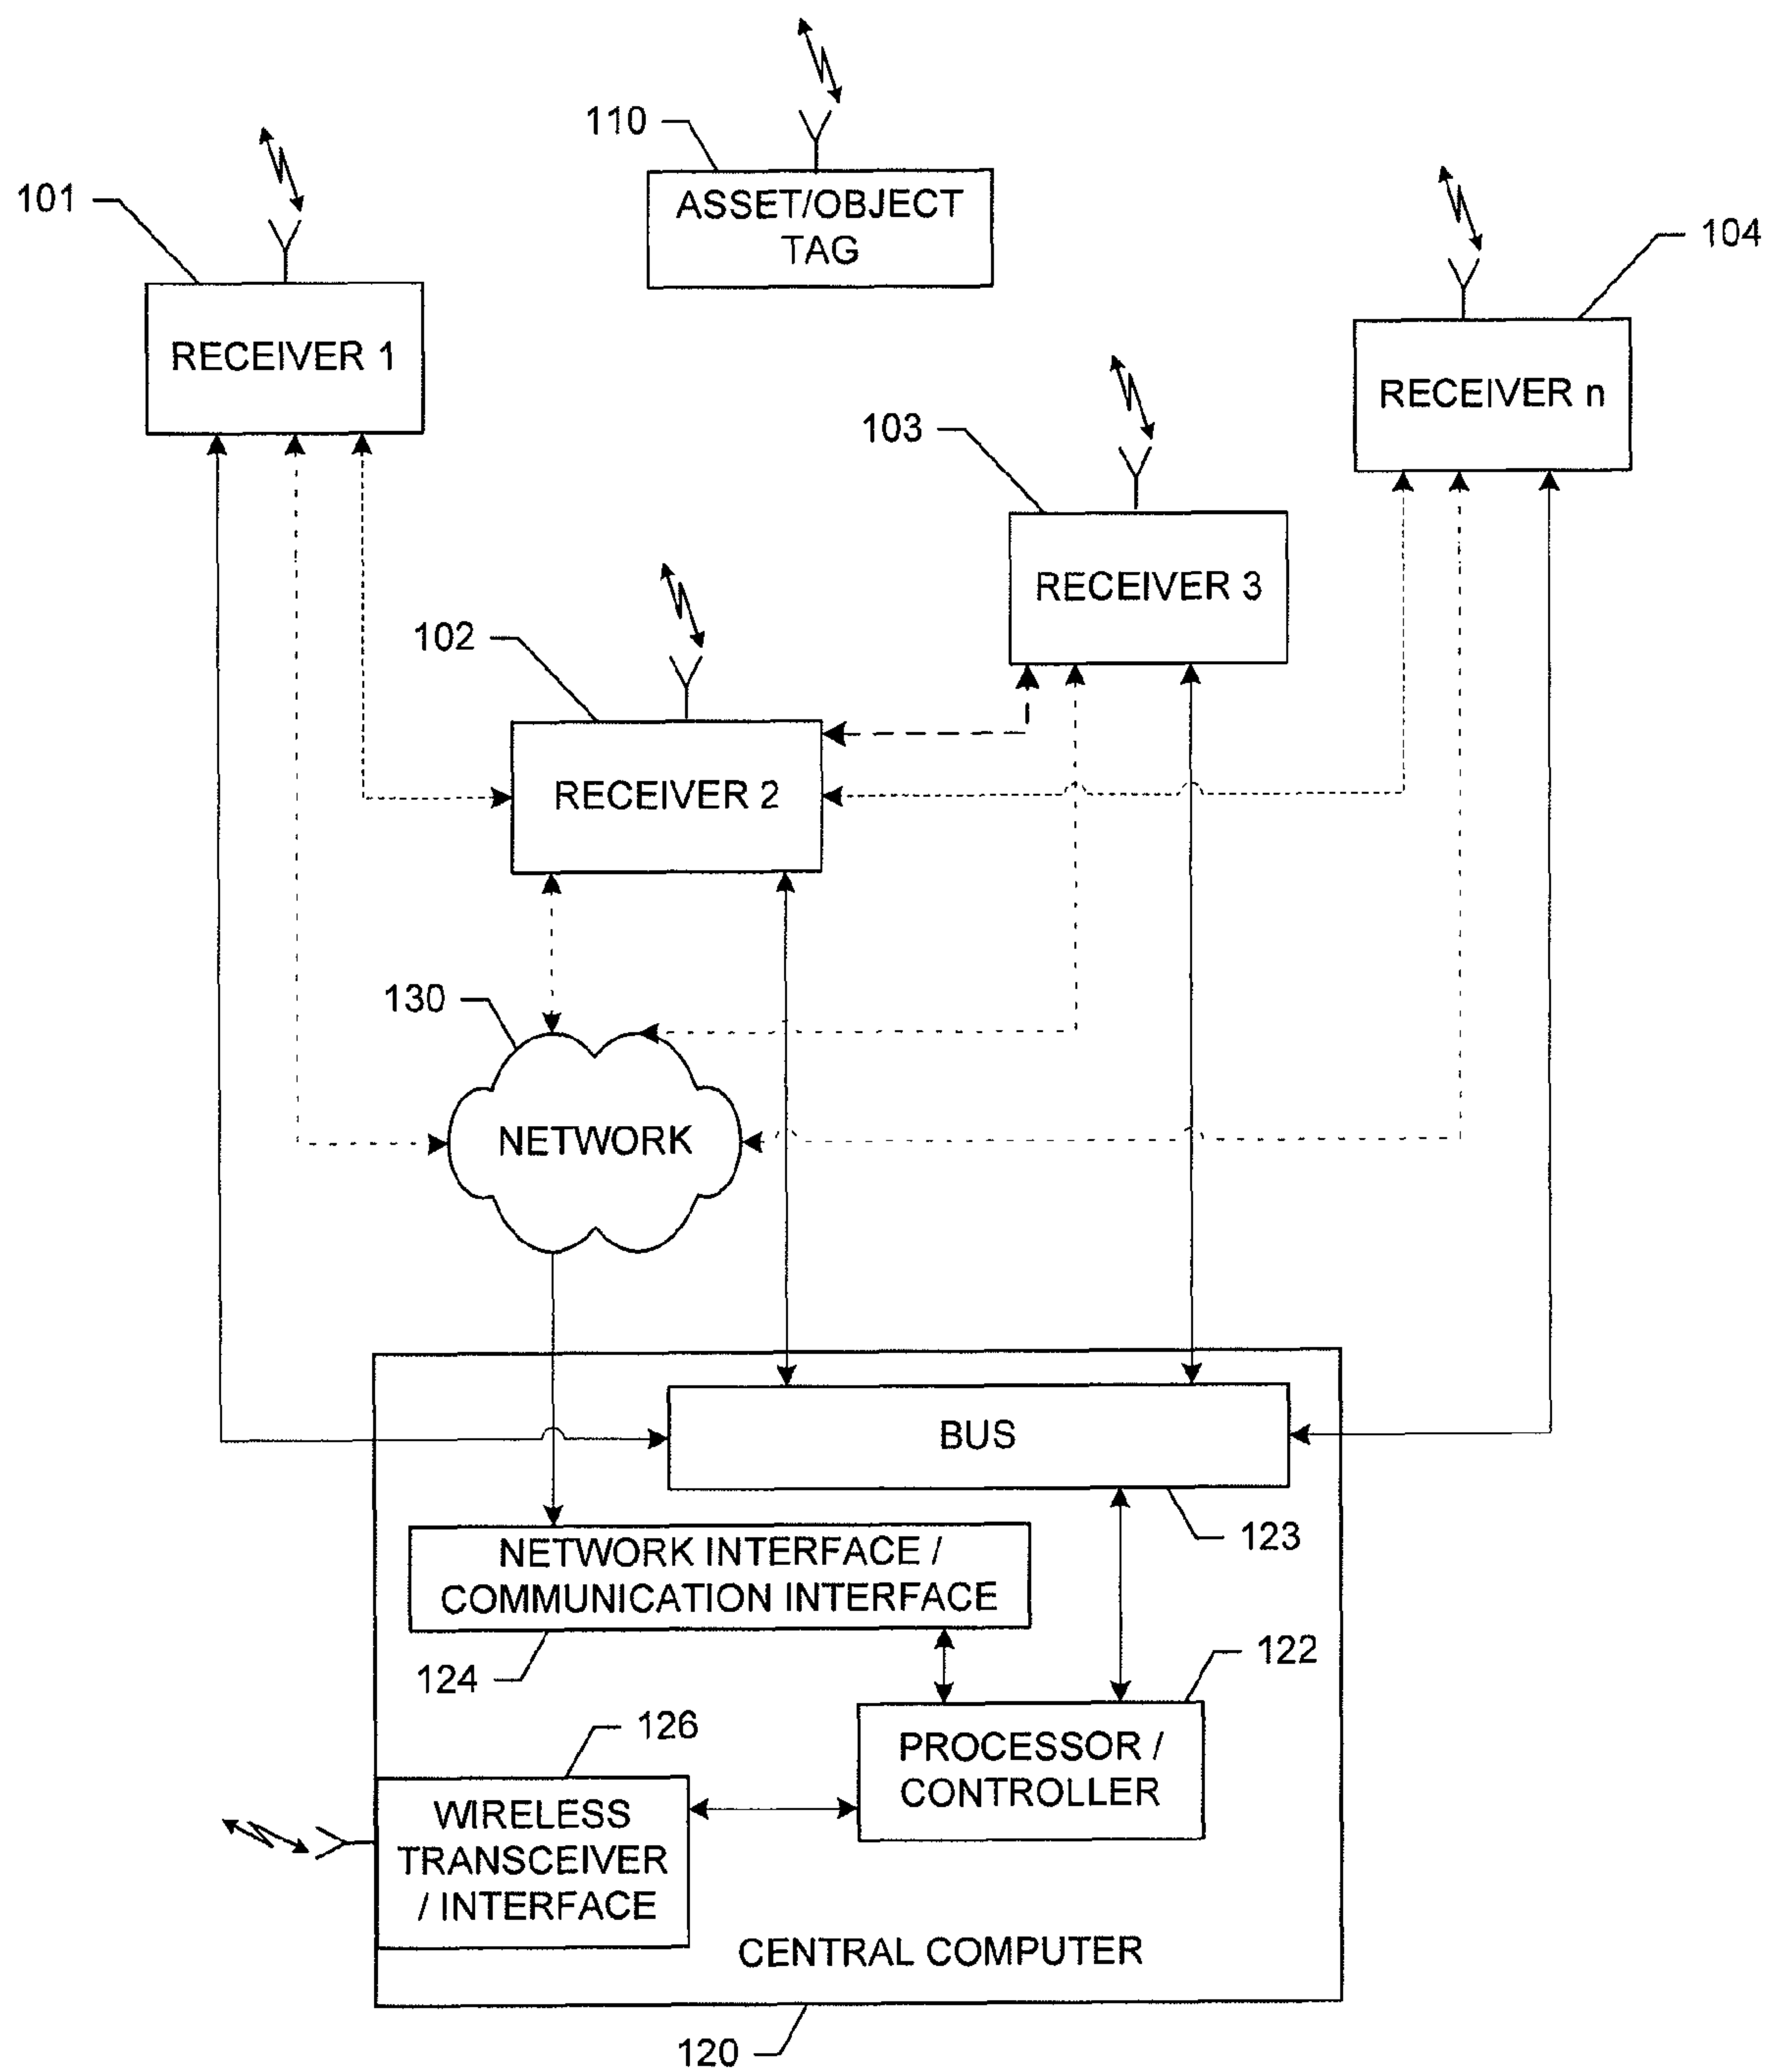 110
ASSET/OBJECT
TAG
101
RECEIVER 1
104
RECEIVER n
103
RECEIVER 3
102
RECEIVER 2
130
NETWORK
BUS
123
NETWORK INTERFACE /
COMMUNICATION INTERFACE
124
122
PROCESSOR /
CONTROLLER
126
WIRELESS
TRANSCEIVER
/ INTERFACE
CENTRAL COMPUTER
120